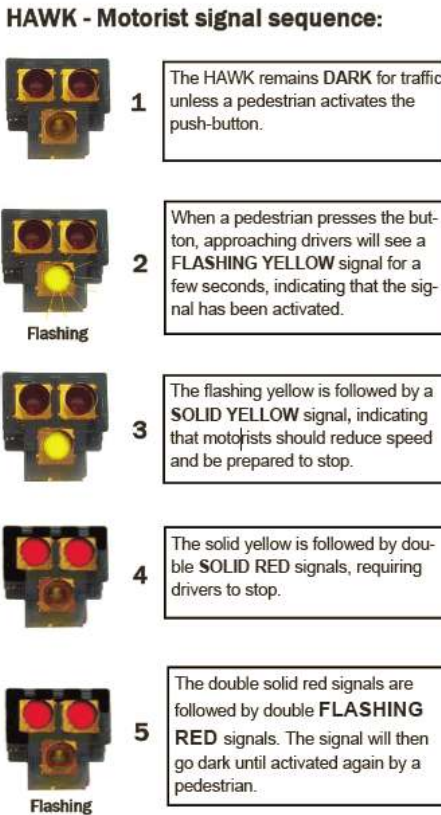 HAWK - Motorist signal sequence:
1
The HAWK remains DARK for traffic
unless a pedestrian activates the
push-button.
2
When a pedestrian presses the but-
ton, approaching drivers will see a
FLASHING YELLOW signal for a
few seconds, indicating that the sig-
nal has been activated.
Flashing
3
The flashing yellow is followed by a
SOLID YELLOW signal, indicating
that motorists should reduce speed
and be prepared to stop.
4
The solid yellow is followed by dou-
ble SOLID RED signals, requiring
drivers to stop.
5
The double solid red signals are
followed by double FLASHING
RED signals. The signal will then
go dark until activated again by a
pedestrian.
Flashing